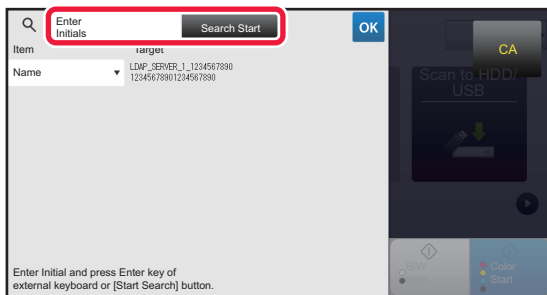 Enter
Initials
Search Start
OK
CA
Item
Target
Name
LDAP_SERVER_1_1234567890
12345678901234567890
Scan to HDD/
USB
B/W
Start
Color
Start
Enter Initial and press Enter key of
external keyboard or [Start Search] button.